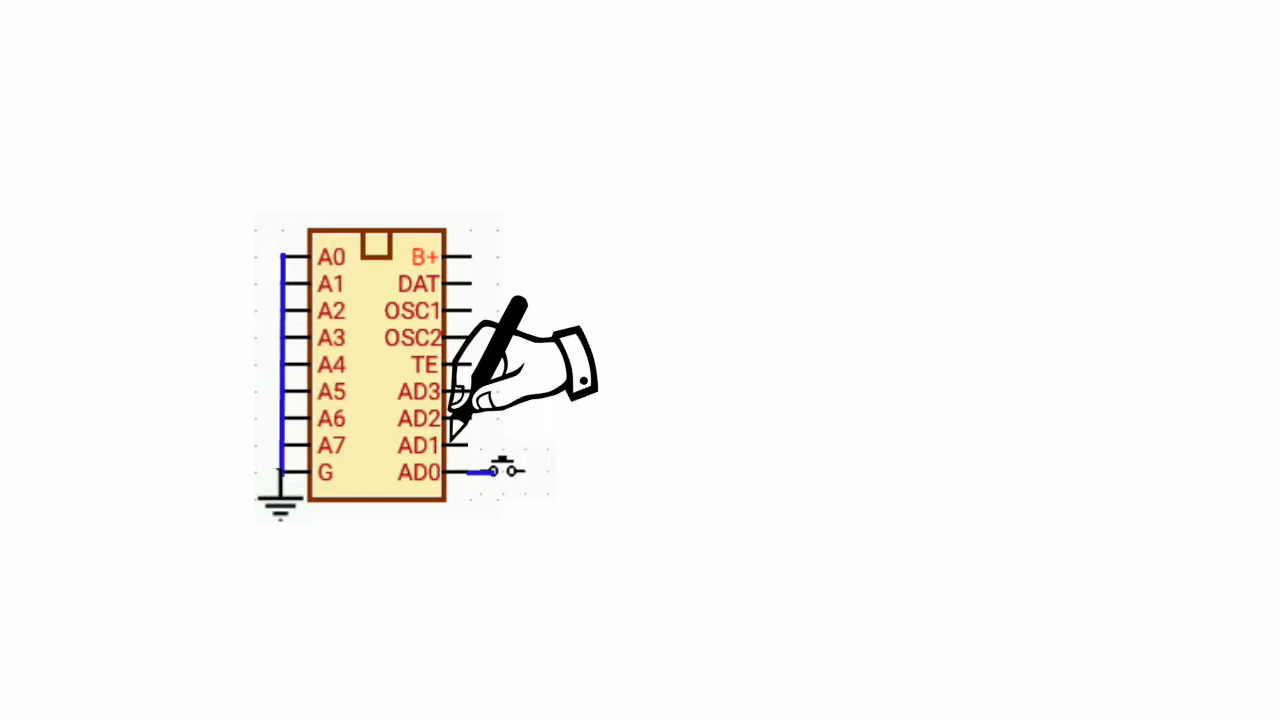 A0 B+
A1 DAT
A2 OSC1
A3 OSC2
A4 TE
A5 AD3
A6 AD2
A7 AD1
G AD0